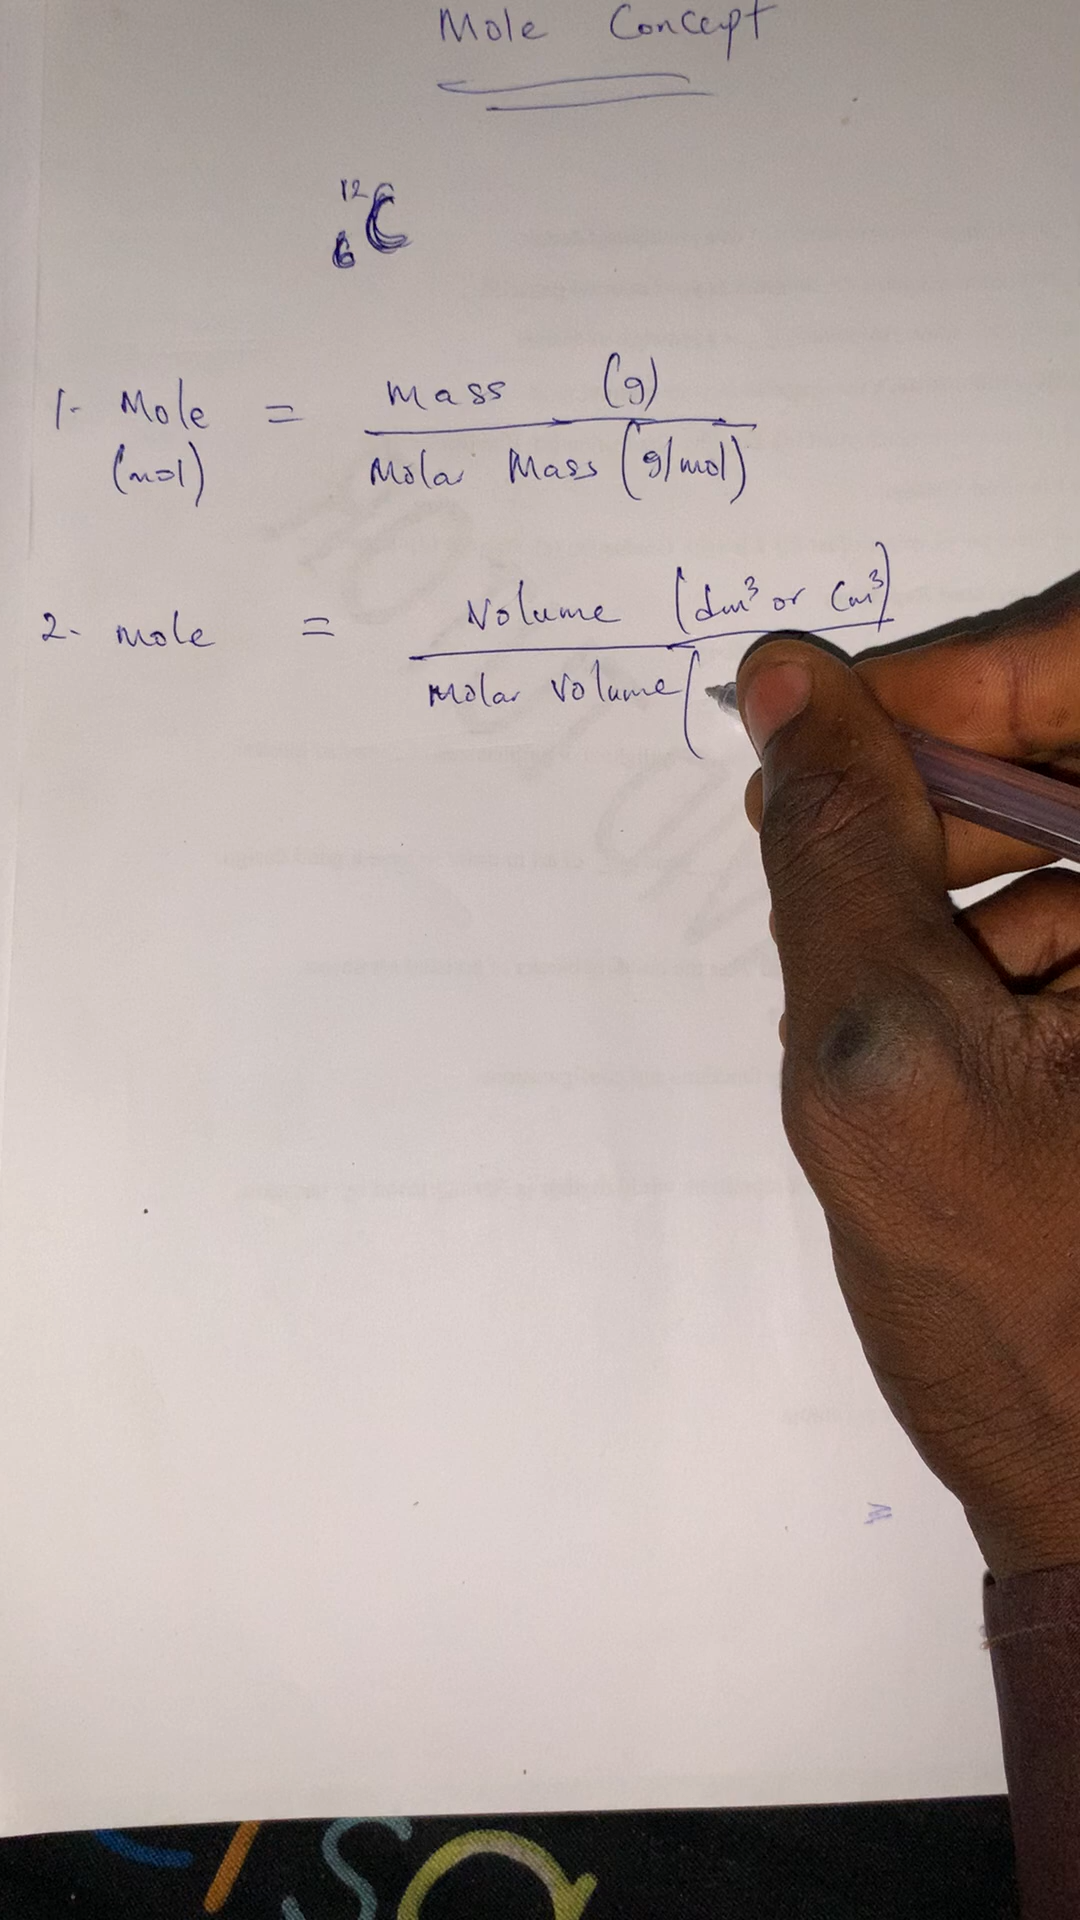 Mole Concept
12
6 C
1. Mole = mass (g)
(mol) Molar Mass (g/mol)
2. mole = Volume (dm³ or cm³)
Molar Volume (